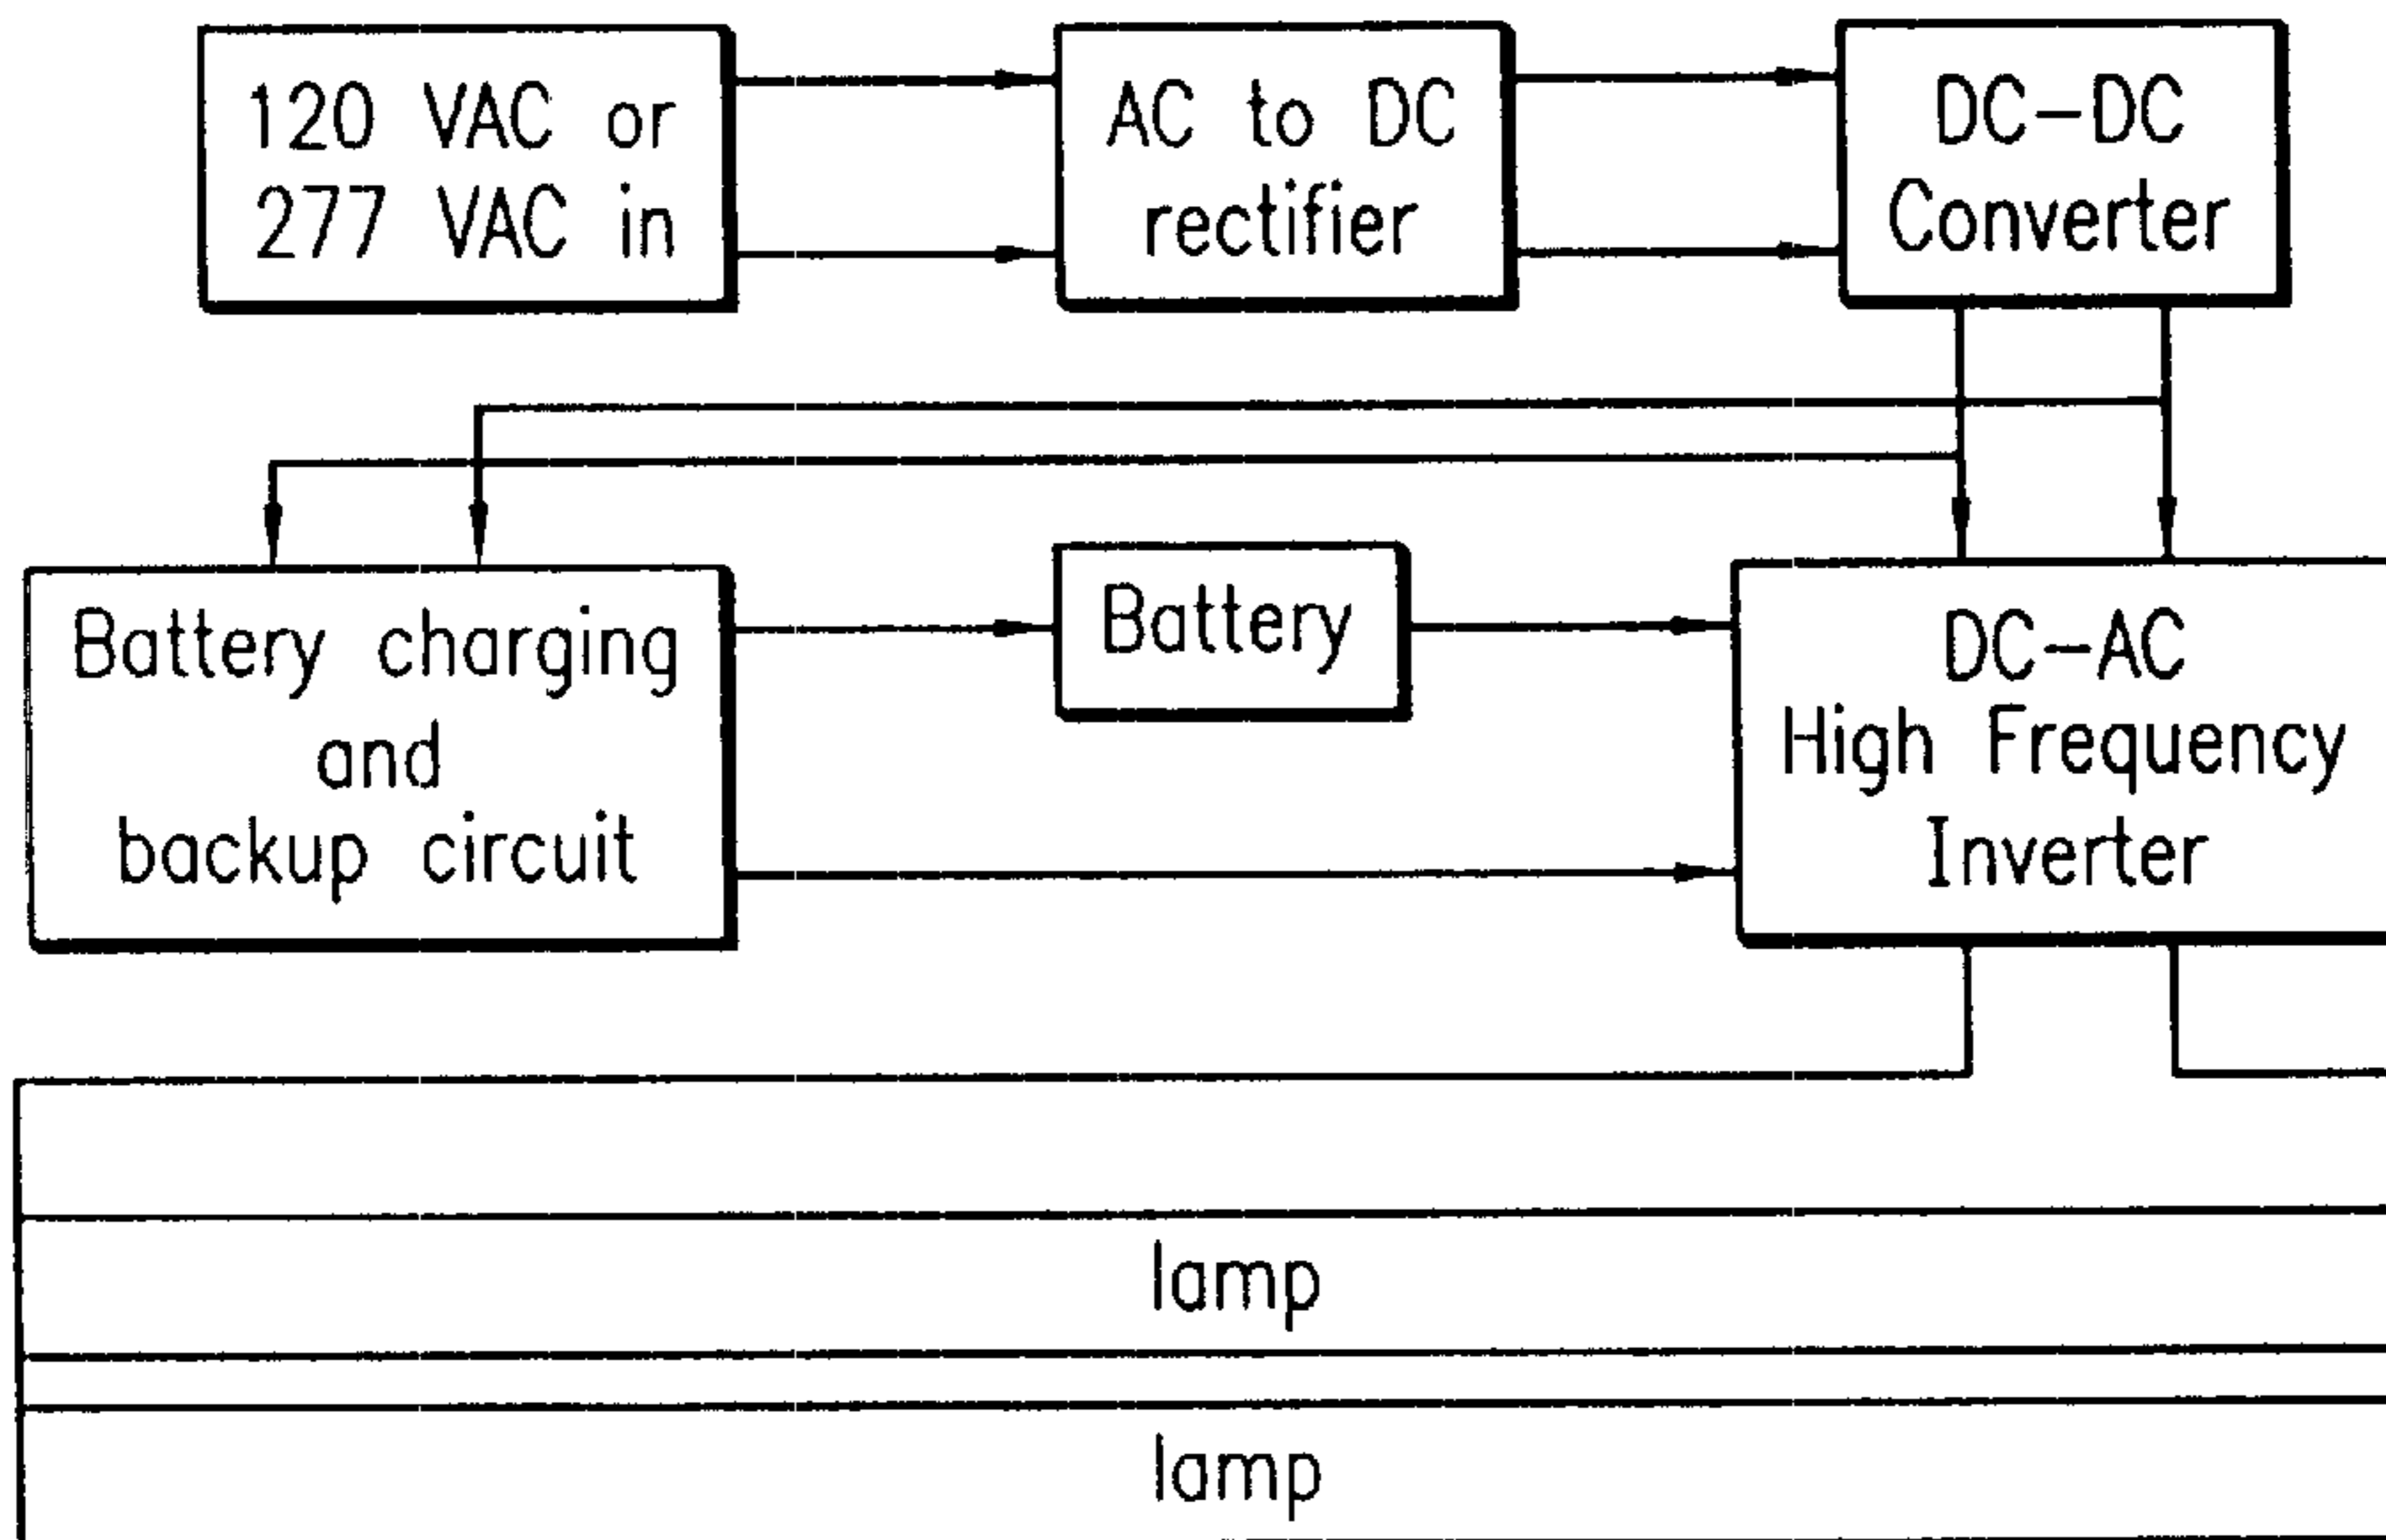 120 VAC or
277 VAC in
AC to DC
rectifier
DC-DC
Converter
Battery charging
and
backup circuit
Battery
DC-AC
High Frequency
Inverter
lamp
lamp